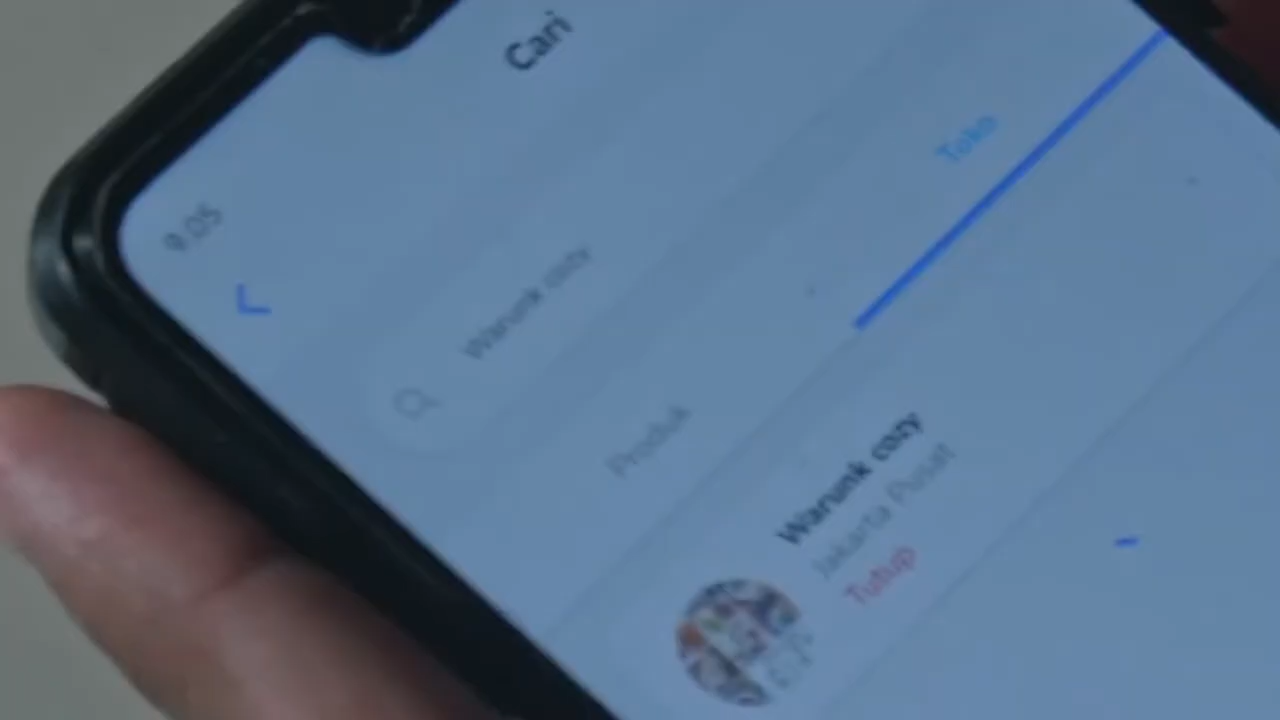 9.05
Cari
Warunk cozy
Produk
Toko
Warunk cozy
Jakarta Pusat
Tutup